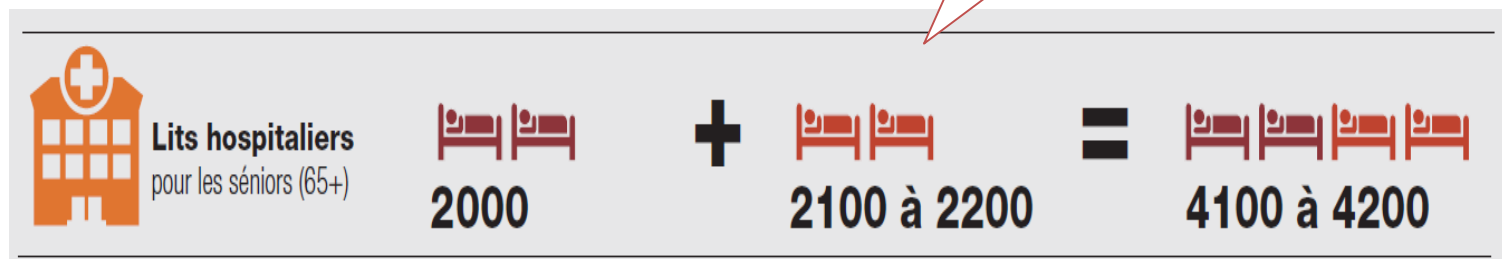 Lits hospitaliers
pour les séniors (65+)
2000 + 2100 à 2200 = 4100 à 4200